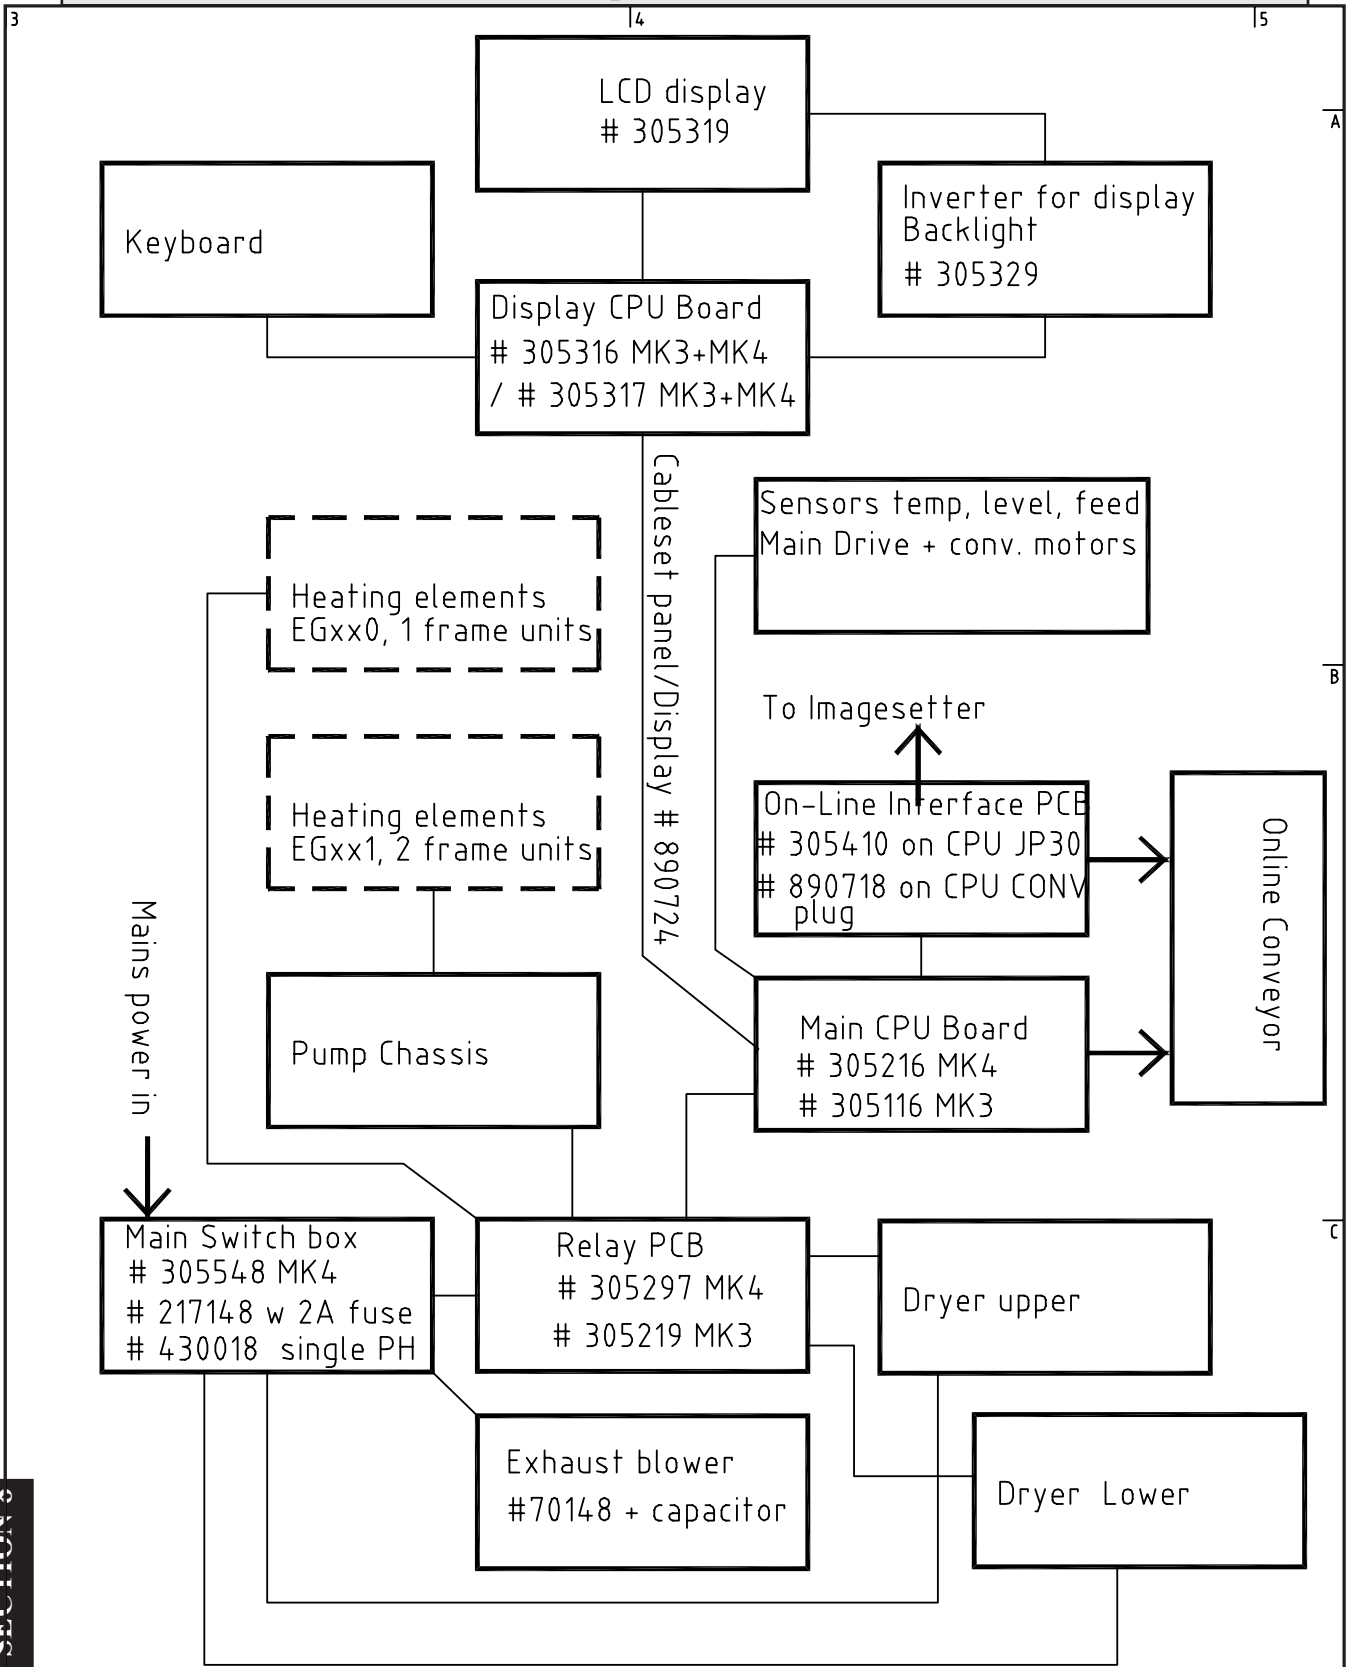 3
4
5
A
LCD display
# 305319
Keyboard
Inverter for display
Backlight
# 305329
Display CPU Board
# 305316 MK3+MK4
/ # 305317 MK3+MK4
Cableset panel/Display # 890724
Sensors temp, level, feed
Main Drive + conv. motors
Heating elements
EGxx0, 1 frame units
B
To Imagesetter
Heating elements
EGxx1, 2 frame units
On-Line Interface PCB
# 305410 on CPU JP30
# 890718 on CPU CONV
plug
Online Conveyor
Mains power in
Pump Chassis
Main CPU Board
# 305216 MK4
# 305116 MK3
C
Main Switch box
# 305548 MK4
# 217148 w 2A fuse
# 430018 single PH
Relay PCB
# 305297 MK4
# 305219 MK3
Dryer upper
Exhaust blower
#70148 + capacitor
Dryer Lower
SECTION